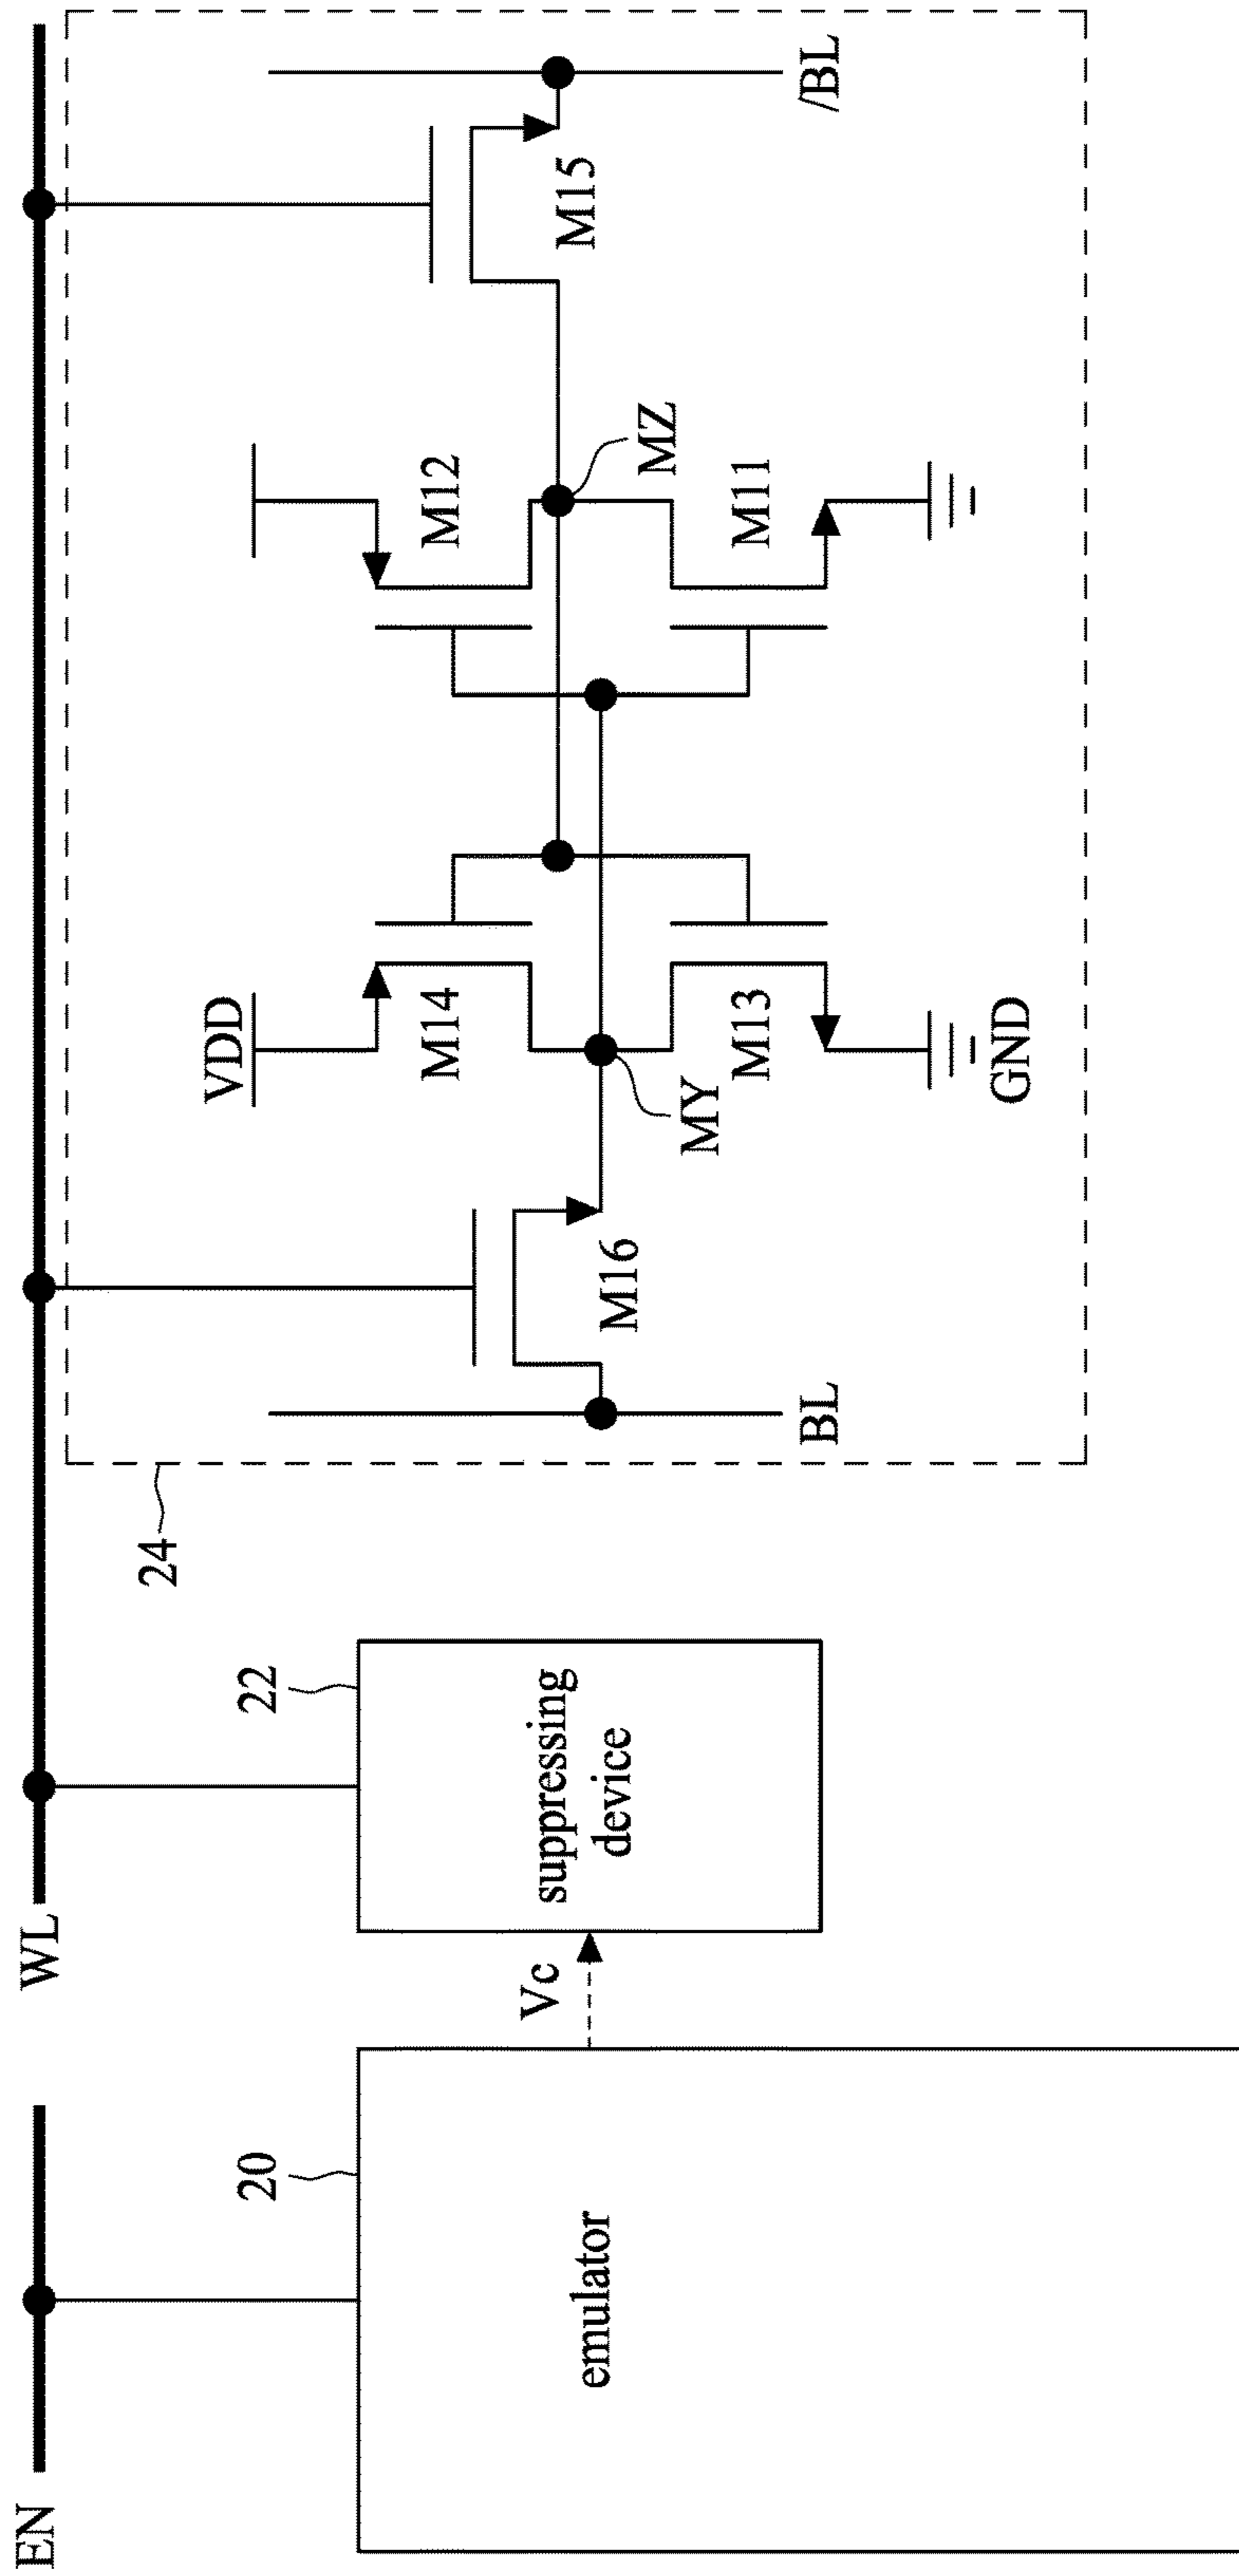 EN
WL
20
emulator
Vc
22
suppressing
device
24
BL
M16
MY
VDD
M14
M13
GND
M12
MZ
M11
M15
/BL